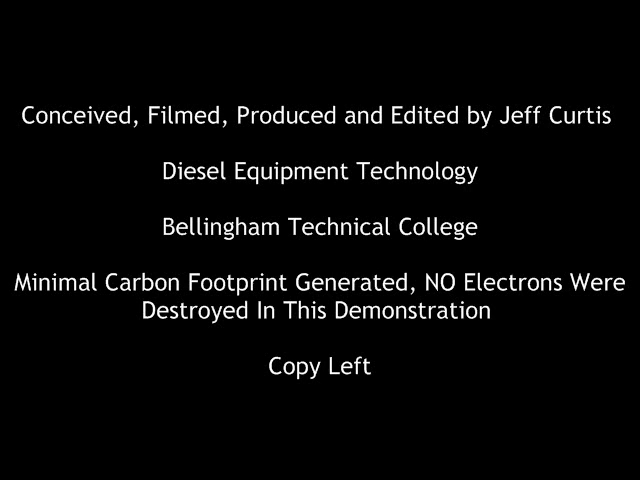 Conceived, Filmed, Produced and Edited by Jeff Curtis
Diesel Equipment Technology
Bellingham Technical College
Minimal Carbon Footprint Generated, NO Electrons Were
Destroyed In This Demonstration
Copy Left